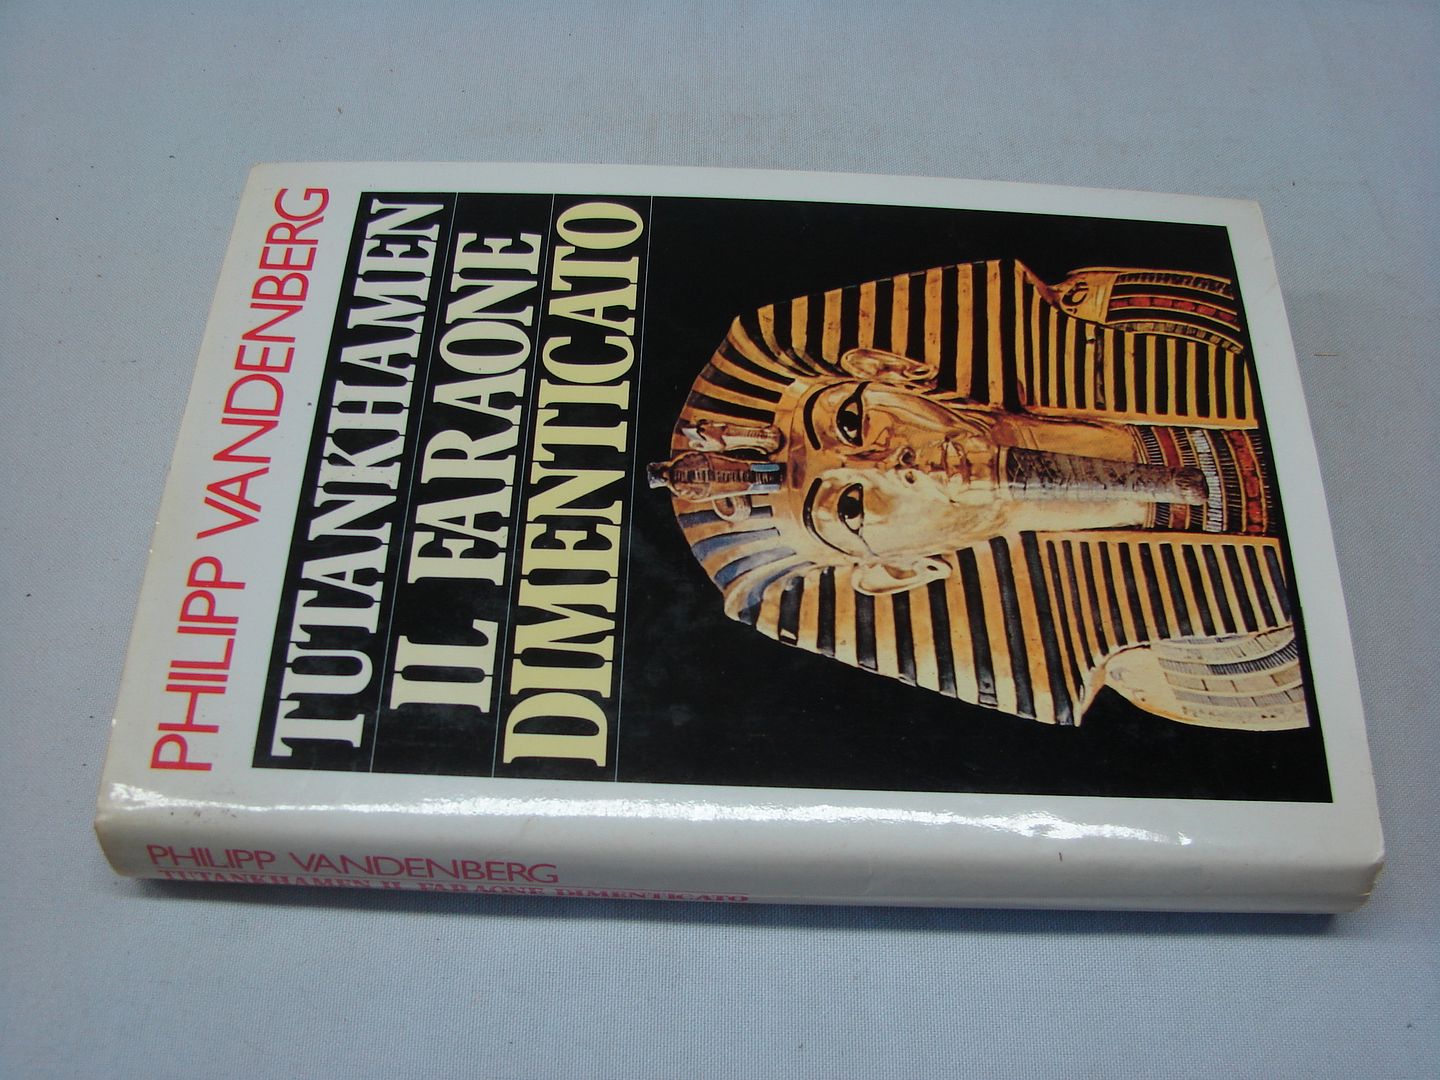 PHILIPP VANDENBERG
TUTANKHAMEN
IL FARAONE
DIMENTICATO
PHILIPP VANDENBERG
TUTANKHAMEN IL FARAONE DIMENTICATO